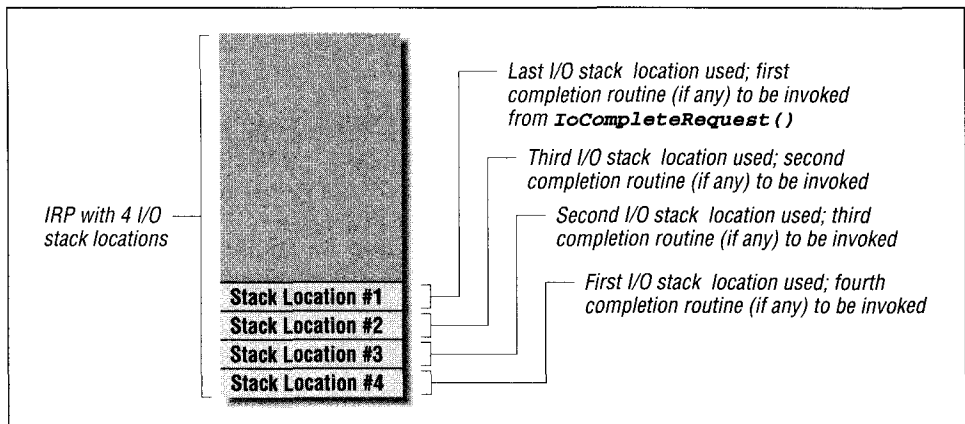 Last I/O stack location used; first
completion routine (if any) to be invoked
from IoCompleteRequest()
Third I/O stack location used; second
completion routine (if any) to be invoked
IRP with 4 I/O
stack locations
Second I/O stack location used; third
completion routine (if any) to be invoked
First I/O stack location used; fourth
completion routine (if any) to be invoked
Stack Location #1
Stack Location #2
Stack Location #3
Stack Location #4